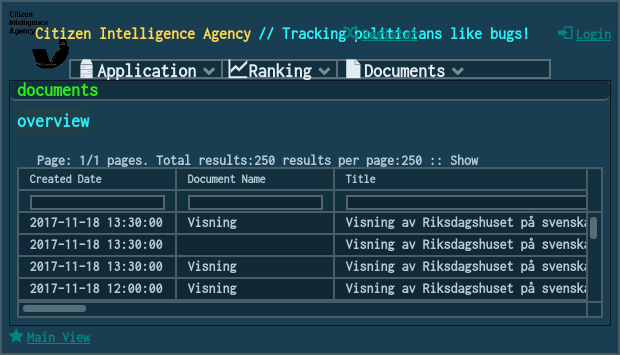 Citizen
Intelligence
Agency
Citizen Intelligence Agency // Tracking politicians like bugs!
Login
Application
Ranking
Documents
documents
overview
Page: 1/1 pages. Total results:250 results per page:250 :: Show
Created Date Document Name Title
2017-11-18 13:30:00 Visning Visning av Riksdagshuset på svenska
2017-11-18 13:30:00 Visning av Riksdagshuset på svenska
2017-11-18 13:30:00 Visning Visning av Riksdagshuset på svenska
2017-11-18 12:00:00 Visning Visning av Riksdagshuset på svenska
Main View